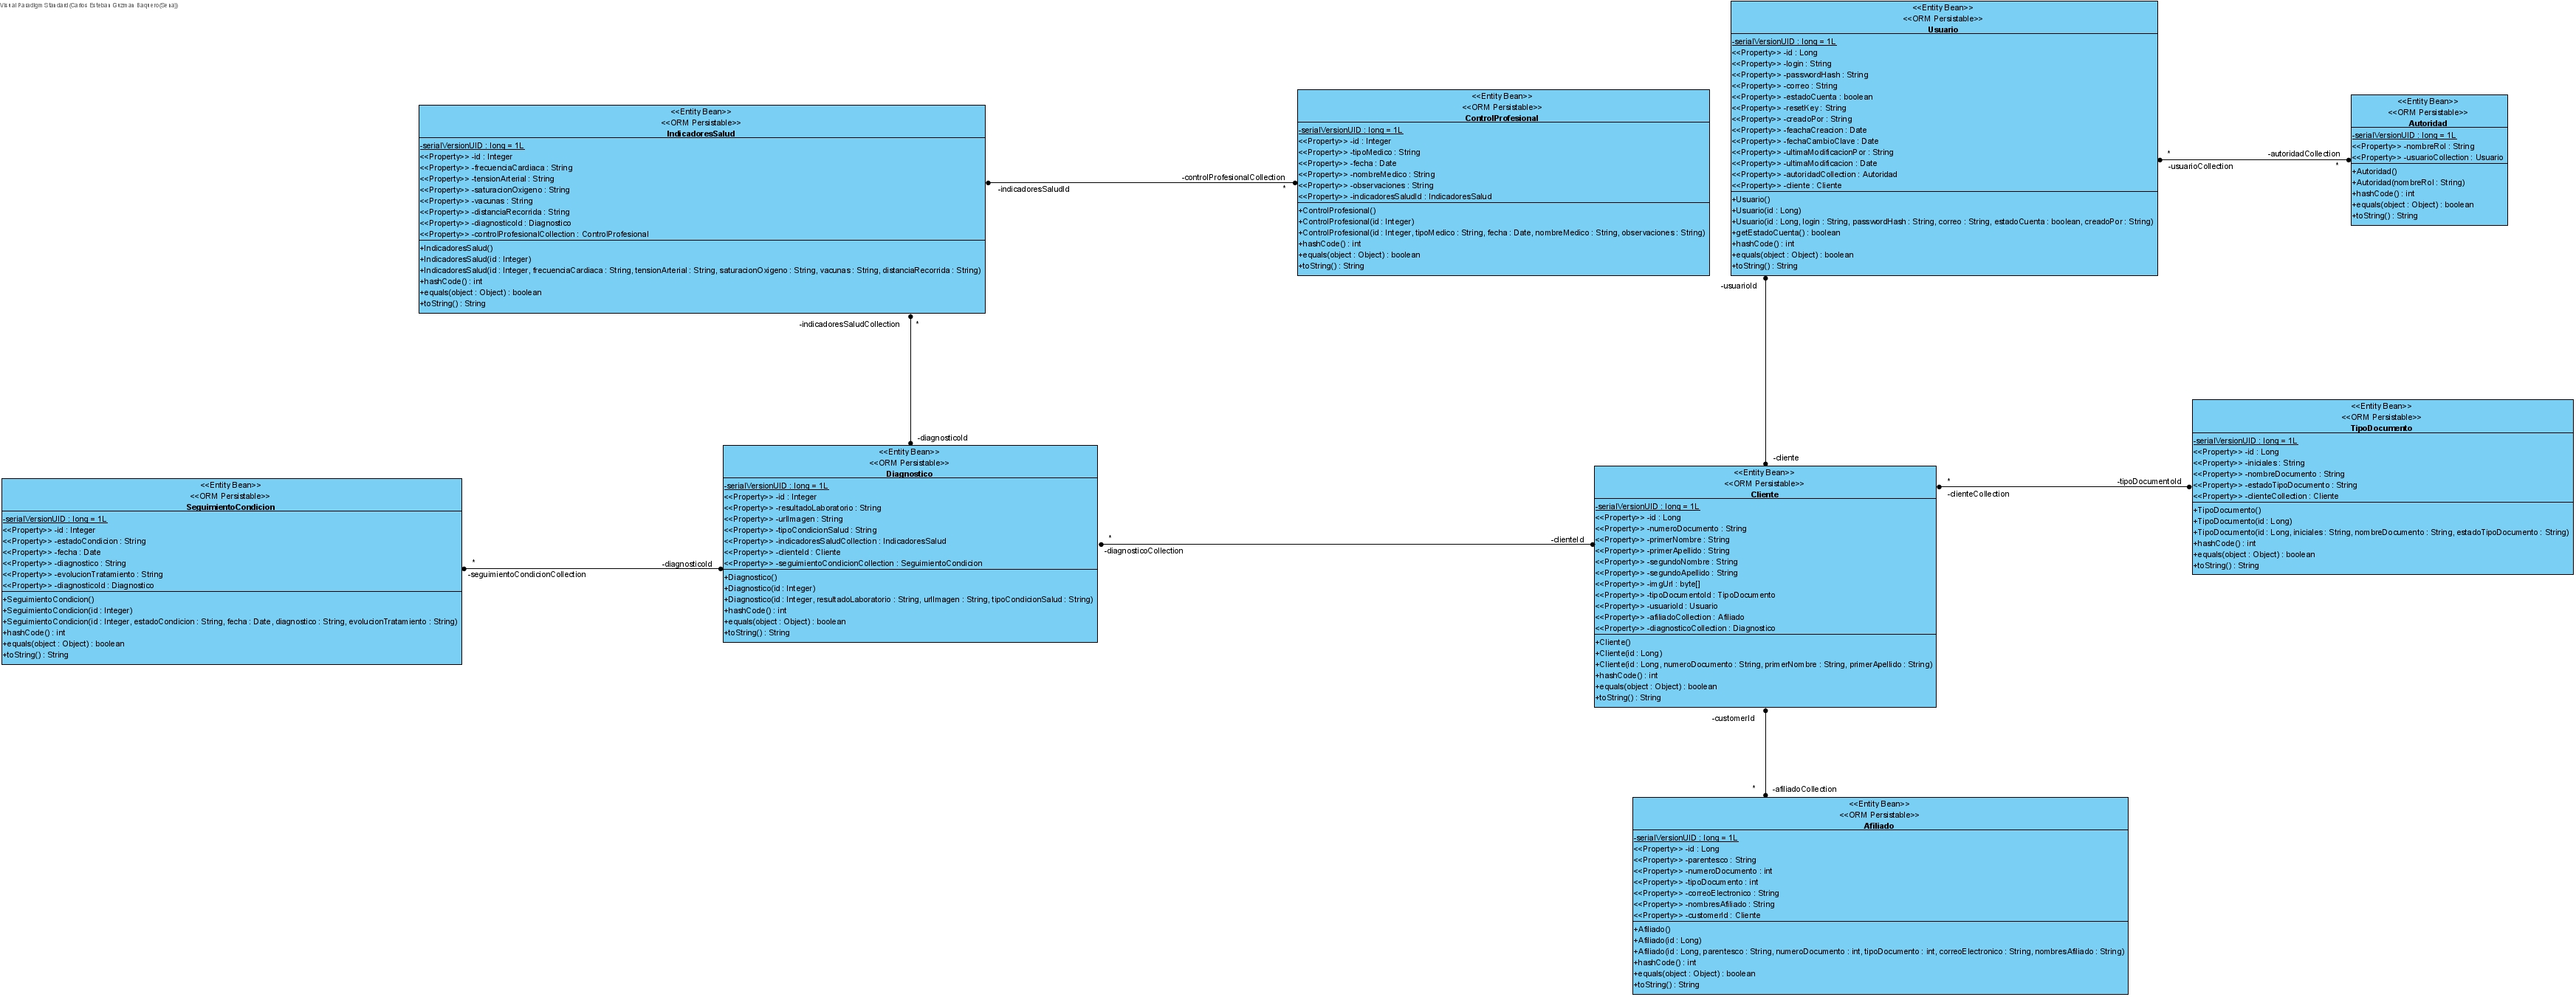 Visual Paradigm Standard(Carlos Esteban Guzman Baquero(Sena))
<<Entity Bean>>
<<ORM Persistable>>
Usuario
-serialVersionUID : long = 1L
<<Property>> -id : Long
<<Property>> -login : String
<<Property>> -passwordHash : String
<<Property>> -correo : String
<<Property>> -estadoCuenta : boolean
<<Property>> -resetKey : String
<<Property>> -creadoPor : String
<<Property>> -feachaCreacion : Date
<<Property>> -fechaCambioClave : Date
<<Property>> -ultimaModificacionPor : String
<<Property>> -ultimaModificacion : Date
<<Property>> -autoridadCollection : Autoridad
<<Property>> -cliente : Cliente
+Usuario()
+Usuario(id : Long)
+Usuario(id : Long, login : String, passwordHash : String, correo : String, estadoCuenta : boolean, creadoPor : String)
+getEstadoCuenta() : boolean
+hashCode() : int
+equals(object : Object) : boolean
+toString() : String
<<Entity Bean>>
<<ORM Persistable>>
ControlProfesional
-serialVersionUID : long = 1L
<<Property>> -id : Integer
<<Property>> -tipoMedico : String
<<Property>> -fecha : Date
<<Property>> -nombreMedico : String
<<Property>> -observaciones : String
<<Property>> -indicadoresSaludId : IndicadoresSalud
+ControlProfesional()
+ControlProfesional(id : Integer)
+ControlProfesional(id : Integer, tipoMedico : String, fecha : Date, nombreMedico : String, observaciones : String)
+hashCode() : int
+equals(object : Object) : boolean
+toString() : String
<<Entity Bean>>
<<ORM Persistable>>
Autoridad
-serialVersionUID : long = 1L
<<Property>> -nombreRol : String
<<Property>> -usuarioCollection : Usuario
+Autoridad()
+Autoridad(nombreRol : String)
+hashCode() : int
+equals(object : Object) : boolean
+toString() : String
<<Entity Bean>>
<<ORM Persistable>>
IndicadoresSalud
-serialVersionUID : long = 1L
<<Property>> -id : Integer
<<Property>> -frecuenciaCardiaca : String
<<Property>> -tensionArterial : String
<<Property>> -saturacionOxigeno : String
<<Property>> -vacunas : String
<<Property>> -distanciaRecorrida : String
<<Property>> -diagnosticoId : Diagnostico
<<Property>> -controlProfesionalCollection : ControlProfesional
+IndicadoresSalud()
+IndicadoresSalud(id : Integer)
+IndicadoresSalud(id : Integer, frecuenciaCardiaca : String, tensionArterial : String, saturacionOxigeno : String, vacunas : String, distanciaRecorrida : String)
+hashCode() : int
+equals(object : Object) : boolean
+toString() : String
-controlProfesionalCollection
*
-indicadoresSaludId
*
-autoridadCollection
-usuarioCollection
*
-usuarioId
-cliente
-indicadoresSaludCollection
*
-diagnosticoId
<<Entity Bean>>
<<ORM Persistable>>
TipoDocumento
-serialVersionUID : long = 1L
<<Property>> -id : Long
<<Property>> -iniciales : String
<<Property>> -nombreDocumento : String
<<Property>> -estadoTipoDocumento : String
<<Property>> -clienteCollection : Cliente
+TipoDocumento()
+TipoDocumento(id : Long)
+TipoDocumento(id : Long, iniciales : String, nombreDocumento : String, estadoTipoDocumento : String)
+hashCode() : int
+equals(object : Object) : boolean
+toString() : String
<<Entity Bean>>
<<ORM Persistable>>
Diagnostico
-serialVersionUID : long = 1L
<<Property>> -id : Integer
<<Property>> -resultadoLaboratorio : String
<<Property>> -urlImagen : String
<<Property>> -tipoCondicionSalud : String
<<Property>> -indicadoresSaludCollection : IndicadoresSalud
<<Property>> -clienteId : Cliente
<<Property>> -seguimientoCondicionCollection : SeguimientoCondicion
+Diagnostico()
+Diagnostico(id : Integer)
+Diagnostico(id : Integer, resultadoLaboratorio : String, urlImagen : String, tipoCondicionSalud : String)
+hashCode() : int
+equals(object : Object) : boolean
+toString() : String
<<Entity Bean>>
<<ORM Persistable>>
Cliente
-serialVersionUID : long = 1L
<<Property>> -id : Long
<<Property>> -numeroDocumento : String
<<Property>> -primerNombre : String
<<Property>> -primerApellido : String
<<Property>> -segundoNombre : String
<<Property>> -segundoApellido : String
<<Property>> -imgUrl : byte[]
<<Property>> -tipoDocumentoId : TipoDocumento
<<Property>> -usuarioId : Usuario
<<Property>> -afiliadoCollection : Afiliado
<<Property>> -diagnosticoCollection : Diagnostico
+Cliente()
+Cliente(id : Long)
+Cliente(id : Long, numeroDocumento : String, primerNombre : String, primerApellido : String)
+hashCode() : int
+equals(object : Object) : boolean
+toString() : String
<<Entity Bean>>
<<ORM Persistable>>
SeguimientoCondicion
-serialVersionUID : long = 1L
<<Property>> -id : Integer
<<Property>> -estadoCondicion : String
<<Property>> -fecha : Date
<<Property>> -diagnostico : String
<<Property>> -evolucionTratamiento : String
<<Property>> -diagnosticoId : Diagnostico
+SeguimientoCondicion()
+SeguimientoCondicion(id : Integer)
+SeguimientoCondicion(id : Integer, estadoCondicion : String, fecha : Date, diagnostico : String, evolucionTratamiento : String)
+hashCode() : int
+equals(object : Object) : boolean
+toString() : String
*
-tipoDocumentoId
-clienteCollection
*
-clienteId
-diagnosticoCollection
*
-diagnosticoId
-seguimientoCondicionCollection
-customerId
*
-afiliadoCollection
<<Entity Bean>>
<<ORM Persistable>>
Afiliado
-serialVersionUID : long = 1L
<<Property>> -id : Long
<<Property>> -parentesco : String
<<Property>> -numeroDocumento : int
<<Property>> -tipoDocumento : int
<<Property>> -correoElectronico : String
<<Property>> -nombresAfiliado : String
<<Property>> -customerId : Cliente
+Afiliado()
+Afiliado(id : Long)
+Afiliado(id : Long, parentesco : String, numeroDocumento : int, tipoDocumento : int, correoElectronico : String, nombresAfiliado : String)
+hashCode() : int
+equals(object : Object) : boolean
+toString() : String